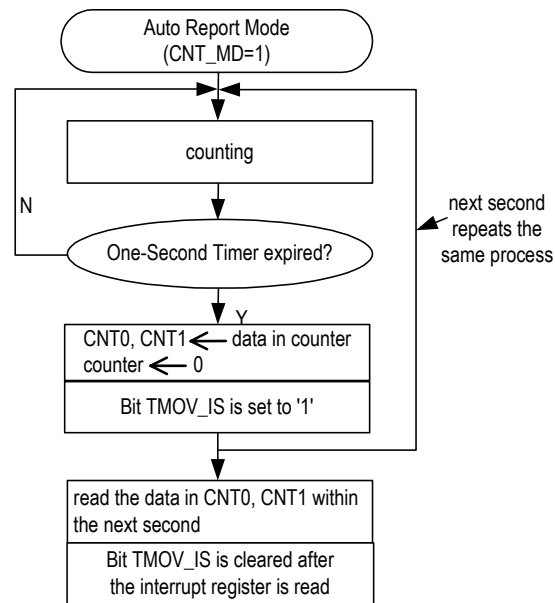 Auto Report Mode
(CNT_MD=1)
counting
N
next second
repeats the
same process
One-Second Timer expired?
Y
CNT0, CNT1 ← data in counter
counter ← 0
Bit TMOV_IS is set to '1'
read the data in CNT0, CNT1 within
the next second
Bit TMOV_IS is cleared after
the interrupt register is read